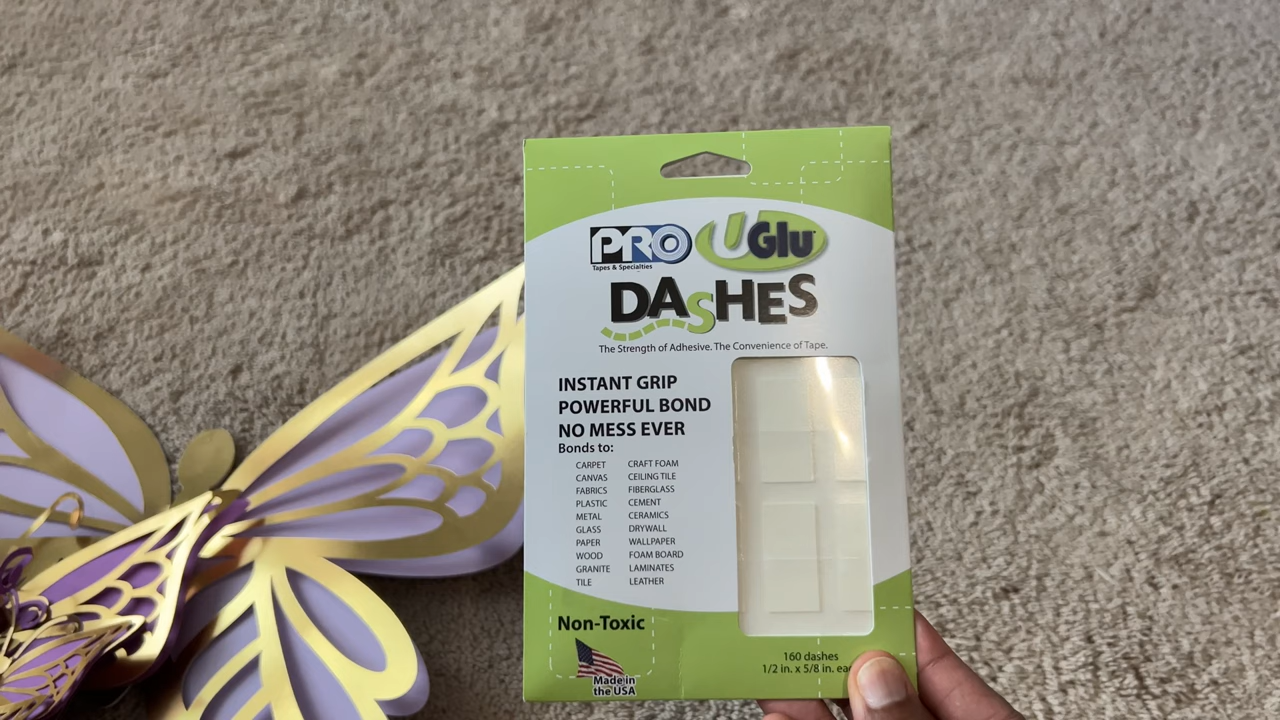 PRO
Tapes & Specialties
UGlu
DASHES
The Strength of Adhesive. The Convenience of Tape.
INSTANT GRIP
POWERFUL BOND
NO MESS EVER
Bonds to:
CARPET
CANVAS
FABRICS
PLASTIC
METAL
GLASS
PAPER
WOOD
GRANITE
TILE
CRAFT FOAM
CEILING TILE
FIBERGLASS
CEMENT
CERAMICS
DRYWALL
WALLPAPER
FOAM BOARD
LAMINATES
LEATHER
Non-Toxic
Made in
the USA
160 dashes
1/2 in. x 5/8 in.